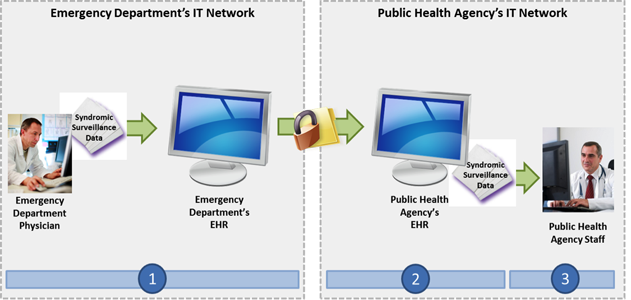 Emergency Department's IT Network
Public Health Agency's IT Network
Syndromic
Surveillance
Data
Syndromic
Surveillance
Data
Emergency
Department
Physician
Emergency
Department's
EHR
Public Health
Agency's
EHR
Public Health
Agency Staff
1
2
3